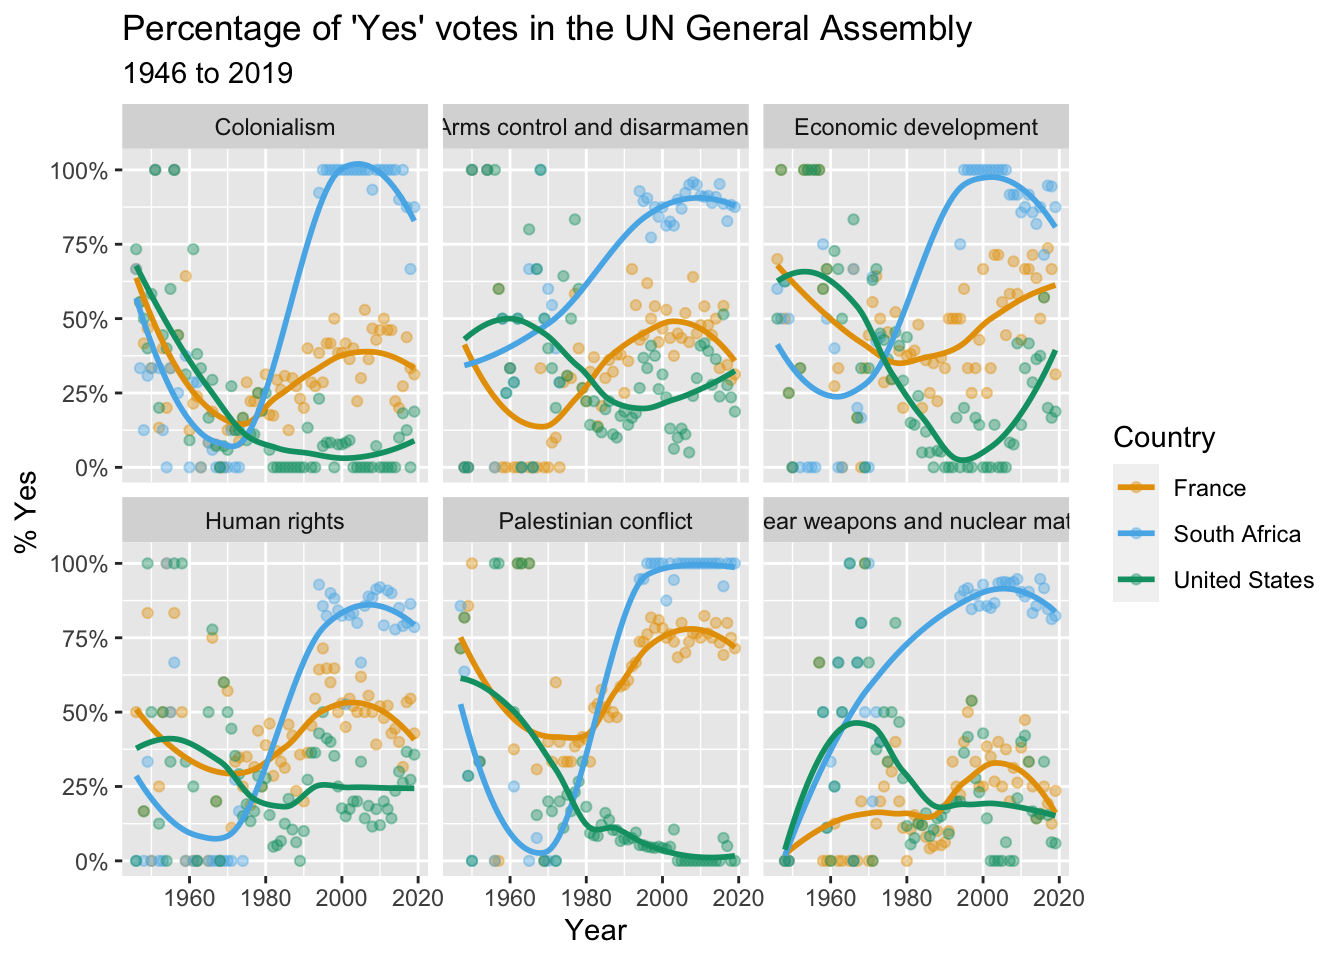 Percentage of 'Yes' votes in the UN General Assembly
1946 to 2019
Colonialism
Arms control and disarmamen
Economic development
100%
75%
50%
25%
0%
Human rights
Palestinian conflict
ear weapons and nuclear mat
100%
75%
50%
25%
0%
% Yes
1960 1980 2000 2020
1960 1980 2000 2020
1960 1980 2000 2020
Year
Country
France
South Africa
United States